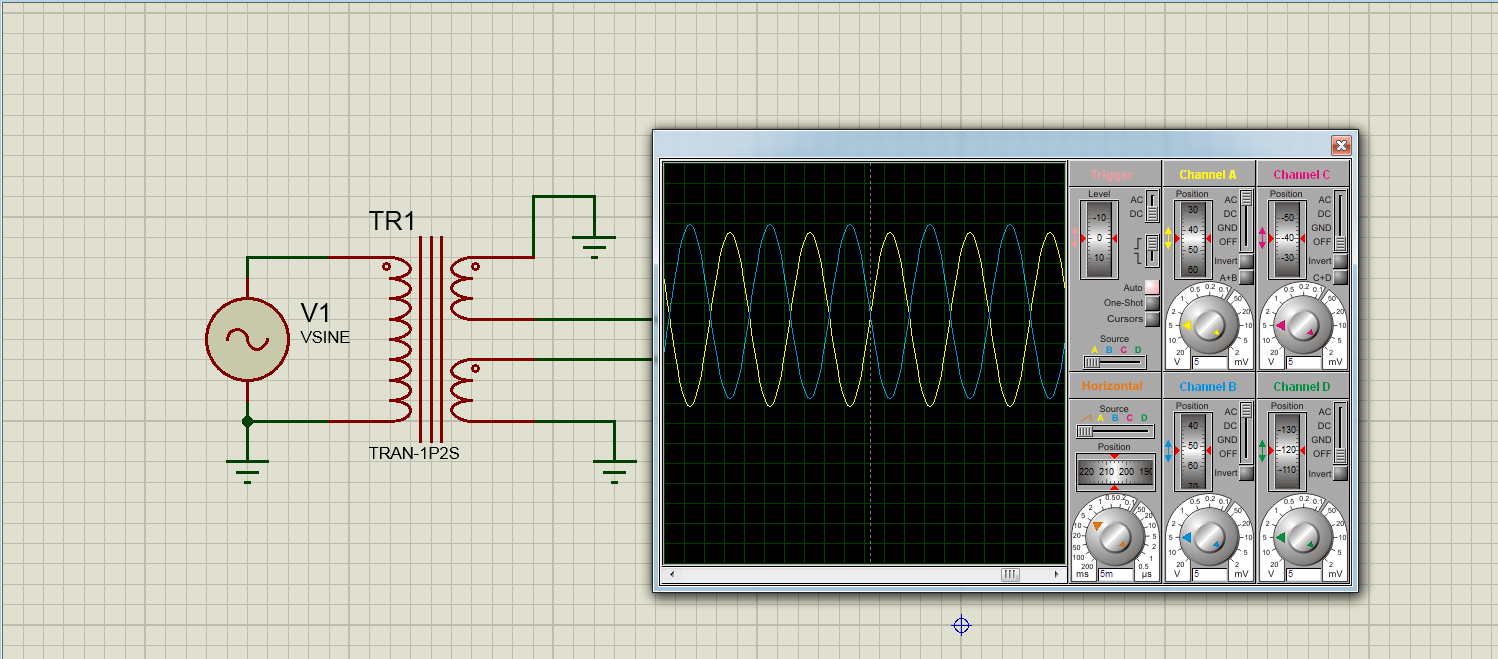 TR1
V1
VSINE
TRAN-1P2S
Trigger
Level
-10
0
10
AC
DC
Auto
One-Shot
Cursors
Source
A B C D
Channel A
Position
30
40
50
60
AC
DC
GND
OFF
Invert
A+B
1 0.5 0.2 0.1
2 50
5 20
10 10
20 5
2
V 5 mV
Channel C
Position
-50
-40
-30
AC
DC
GND
OFF
Invert
C+D
1 0.5 0.2 0.1
2 50
5 20
10 10
20 5
2
V 5 mV
Horizontal
Source
A B C D
Position
220 210 200 190
1 0.5 0.2 0.1
2 50
5 20
10 10
20 5
50 2
100 1
200 0.5
ms 5m µs
Channel B
Position
40
50
60
70
AC
DC
GND
OFF
Invert
1 0.5 0.2 0.1
2 50
5 20
10 10
20 5
2
V 5 mV
Channel D
Position
-130
-120
-110
AC
DC
GND
OFF
Invert
1 0.5 0.2 0.1
2 50
5 20
10 10
20 5
2
V 5 mV